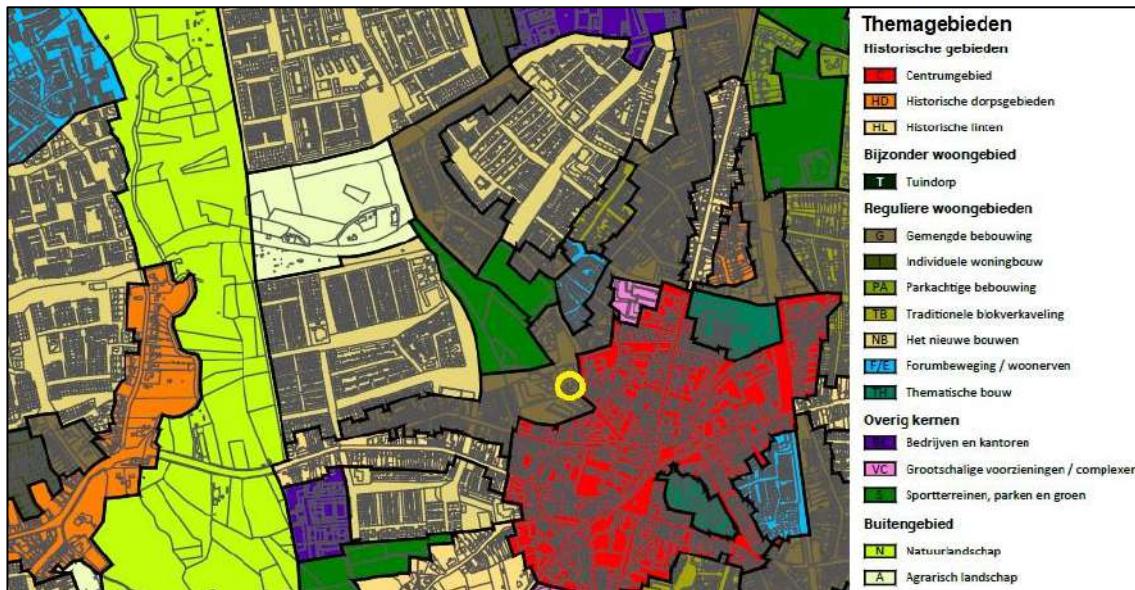 Themagebieden
Historische gebieden
C Centrumgebied
HD Historische dorpsgebieden
HL Historische linten
Bijzonder woongebied
T Tuindorp
Reguliere woongebieden
G Gemengde bebouwing
I Individuele woningbouw
PA Parkachtige bebouwing
TB Traditionele blokverkaveling
NB Het nieuwe bouwen
F/E Forumbeweging / woonerven
TH Thematische bouw
Overig kernen
Bedrijven en kantoren
VC Grootschalige voorzieningen / complexen
S Sportterreinen, parken en groen
Buitengebied
N Natuurlandschap
A Agrarisch landschap